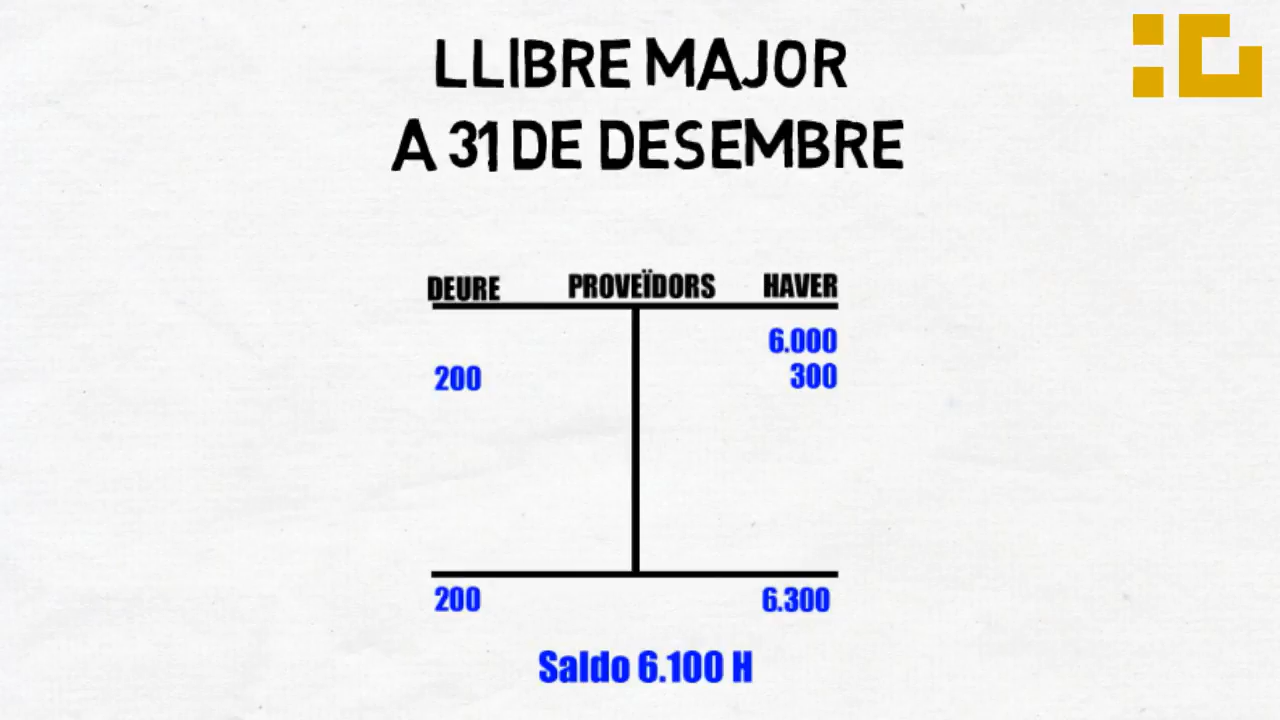 LLIBRE MAJOR
A 31 DE DESEMBRE
DEURE PROVEÏDORS HAVER
6.000
200 300
200 6.300
Saldo 6.100 H